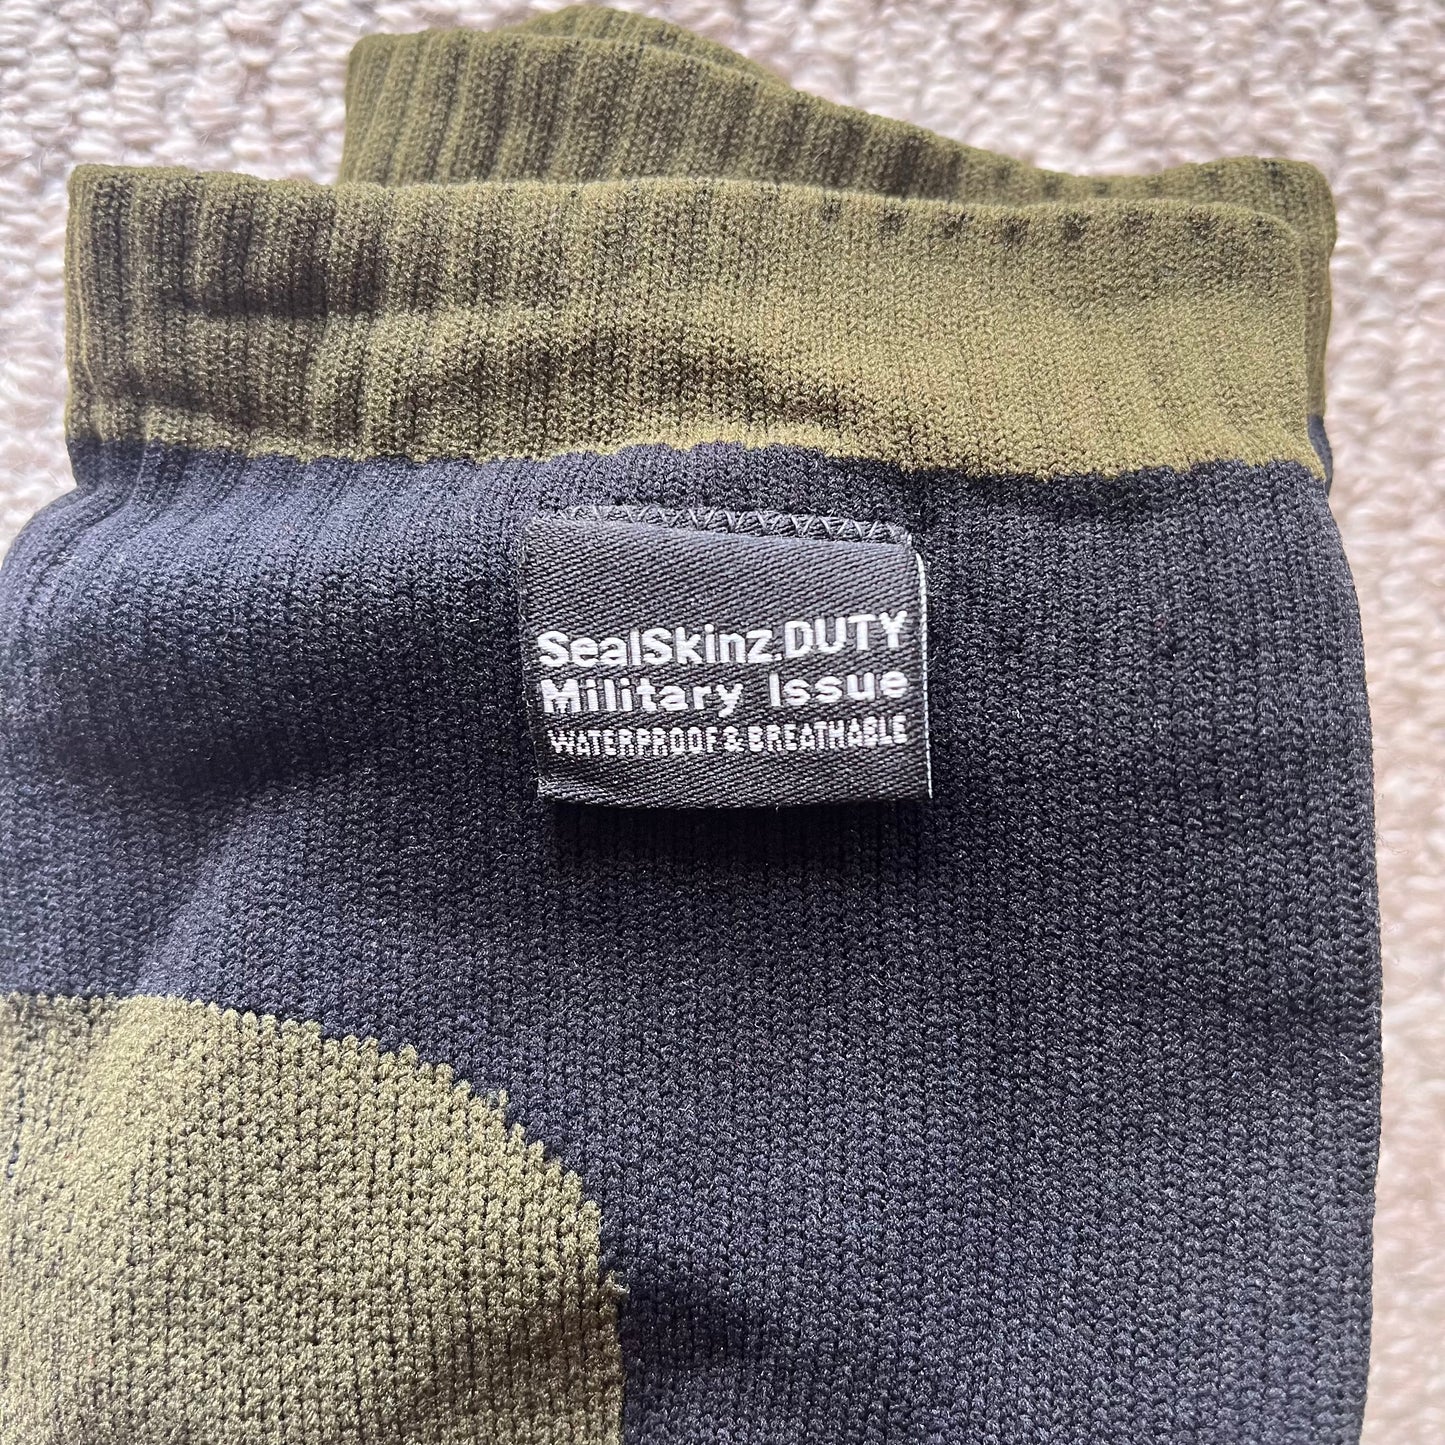 SealSkinz.DUTY
Military Issue
WATERPROOF & BREATHABLE